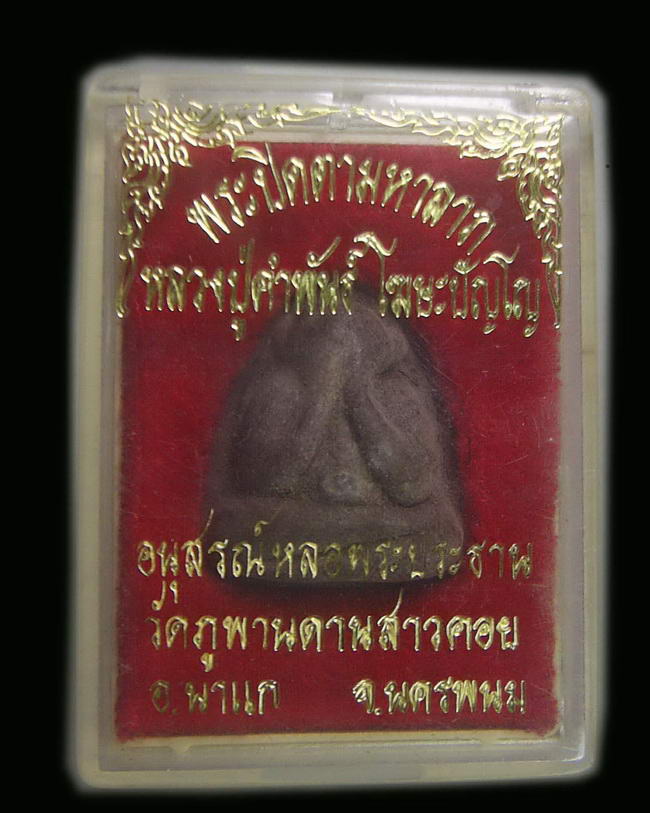 พระปิดตามหาลาภ
หลวงปู่คำพันธ์ โฆษะปัญโญ
อนุสรณ์หล่อพระประธาน
วัดภูพานดานสาวคอย
อ.นาแก จ.นครพนม